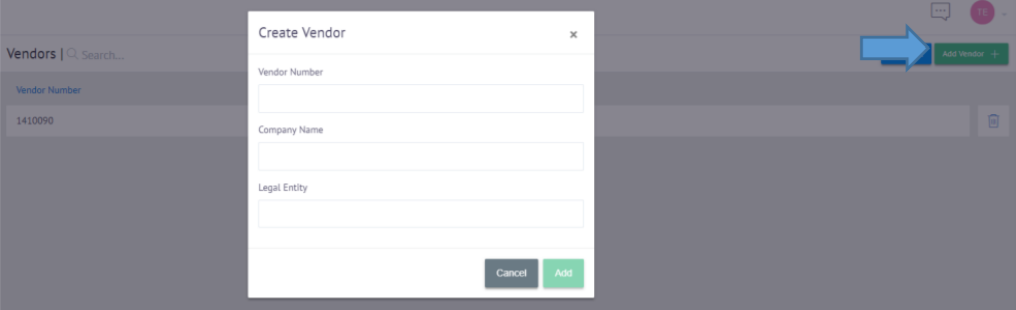 TE
Create Vendor ×
Vendors | Search...
Add Vendor +
Vendor Number
Vendor Number
1410090
Company Name
Legal Entity
Cancel
Add